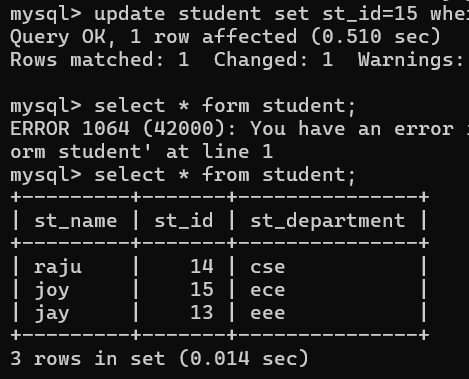 mysql> update student set st_id=15 whe
Query OK, 1 row affected (0.510 sec)
Rows matched: 1  Changed: 1  Warnings:
mysql> select * form student;
ERROR 1064 (42000): You have an error
orm student' at line 1
mysql> select * from student;
+---------+-------+---------------+
| st_name | st_id | st_department |
+---------+-------+---------------+
| raju    |    14 | cse           |
| joy     |    15 | ece           |
| jay     |    13 | eee           |
+---------+-------+---------------+
3 rows in set (0.014 sec)